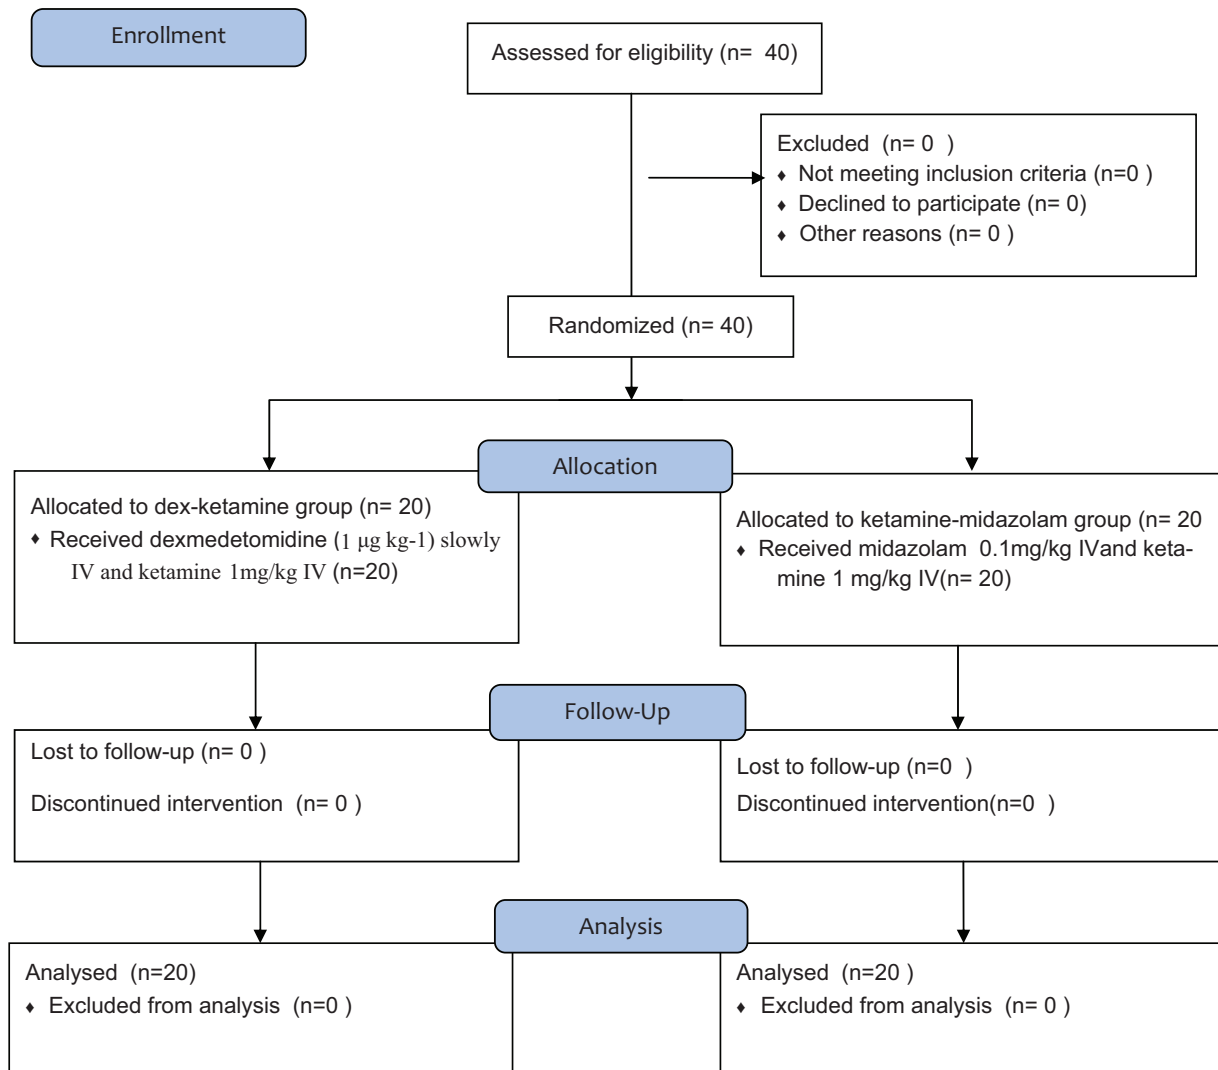 Enrollment
Assessed for eligibility (n= 40)
Excluded (n= 0 )
♦ Not meeting inclusion criteria (n=0 )
♦ Declined to participate (n= 0)
♦ Other reasons (n= 0 )
Randomized (n= 40)
Allocation
Allocated to dex-ketamine group (n= 20)
♦ Received dexmedetomidine (1 μg kg-1) slowly
IV and ketamine 1mg/kg IV (n=20)
Allocated to ketamine-midazolam group (n= 20
♦ Received midazolam 0.1mg/kg IVand keta-
mine 1 mg/kg IV(n= 20)
Follow-Up
Lost to follow-up (n= 0 )
Discontinued intervention (n= 0 )
Lost to follow-up (n=0 )
Discontinued intervention(n=0 )
Analysis
Analysed (n=20)
♦ Excluded from analysis (n=0 )
Analysed (n=20 )
♦ Excluded from analysis (n= 0 )